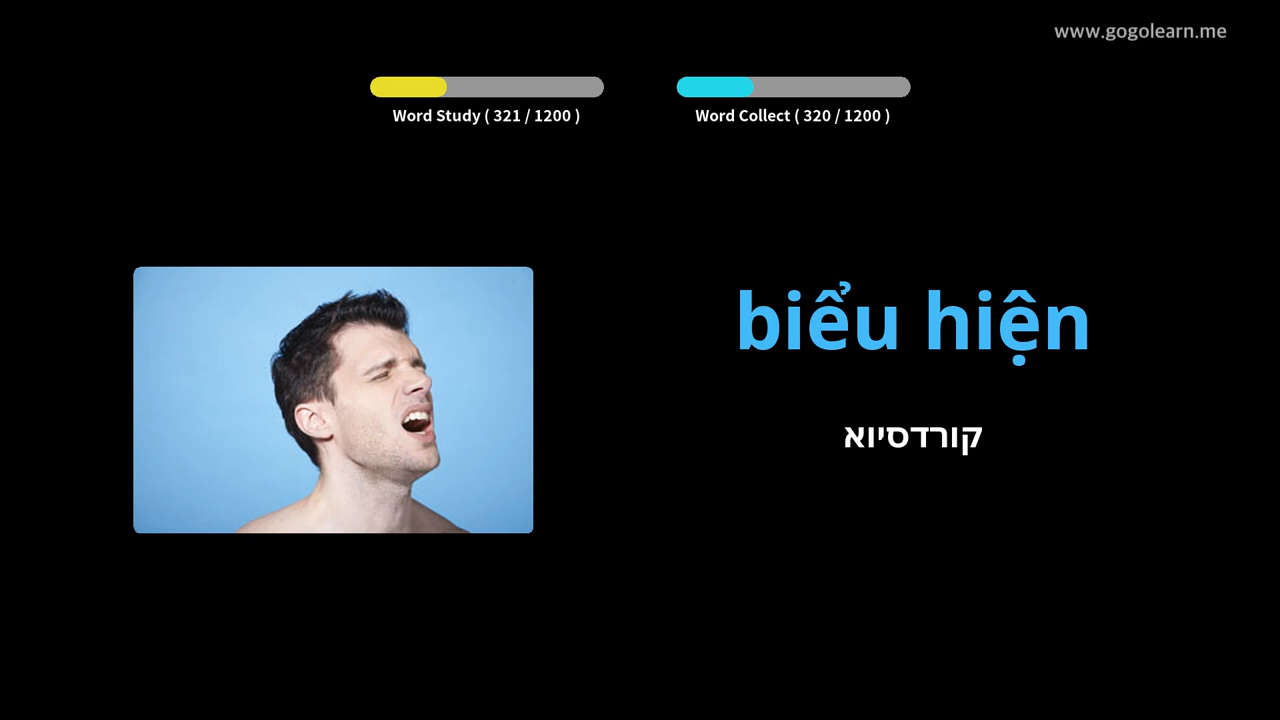 www.gogolearn.me
Word Study ( 321 / 1200 )
Word Collect ( 320 / 1200 )
biểu hiện
קורדסיוא